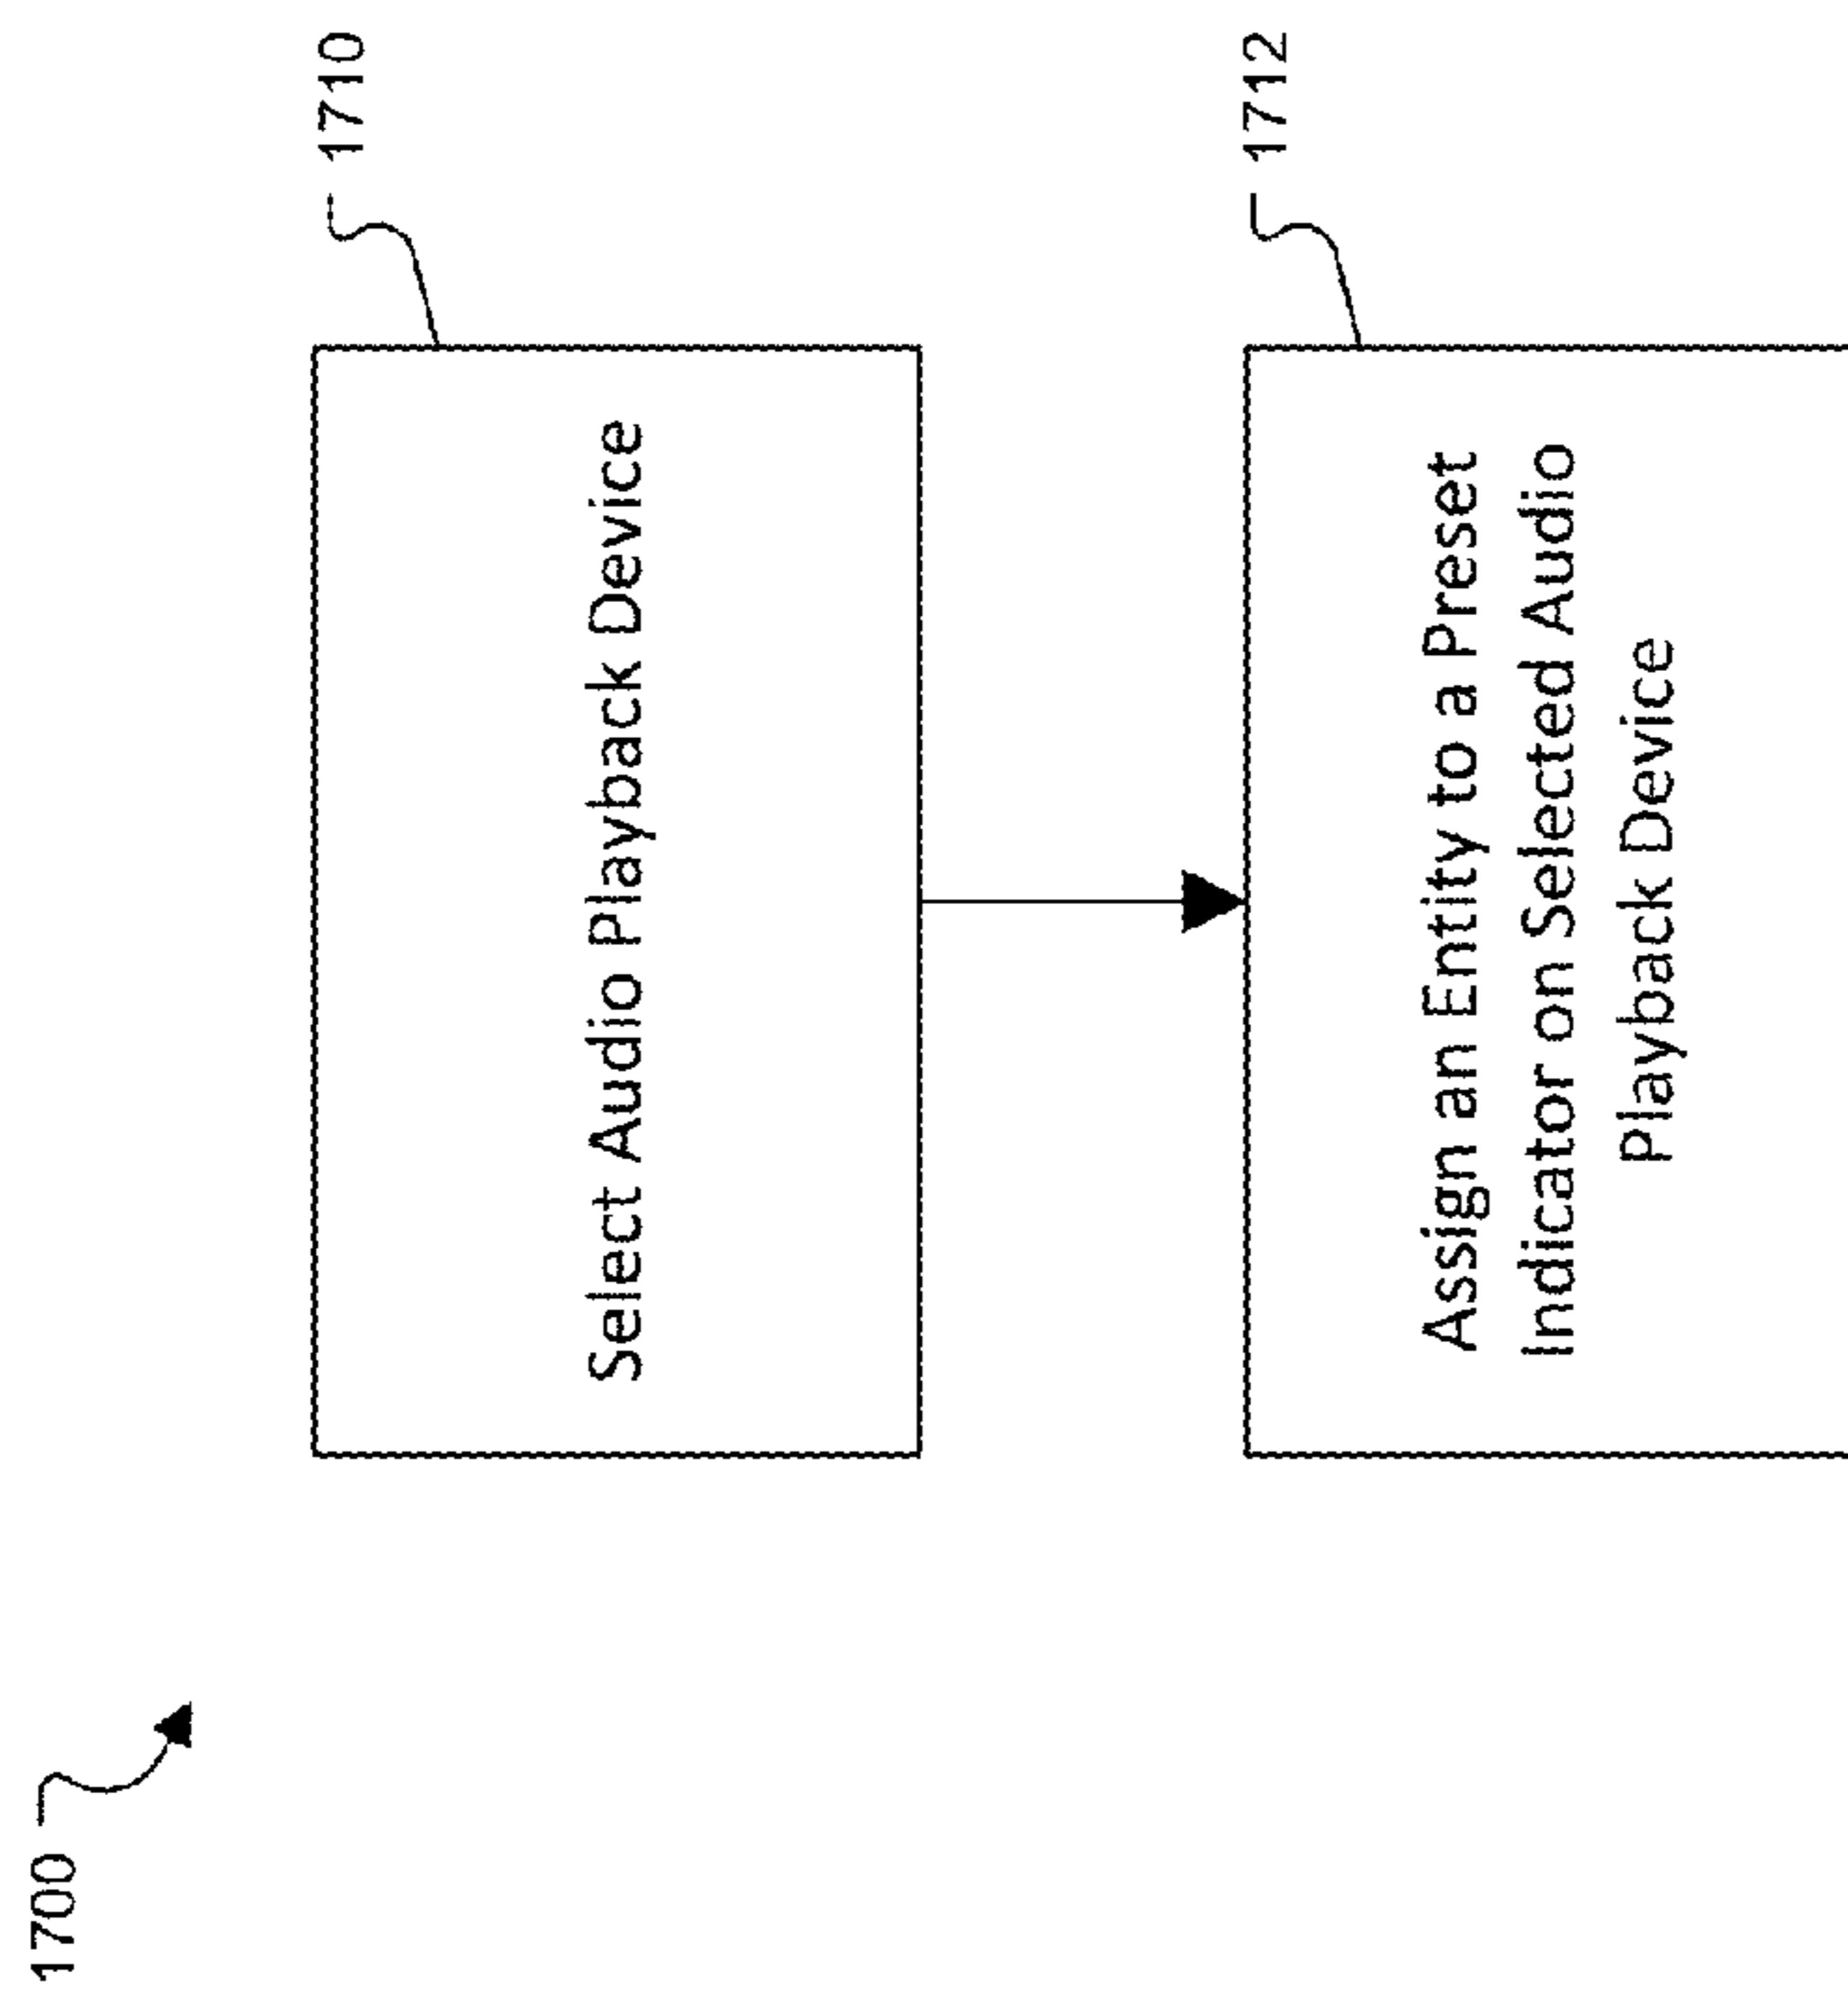 1700
1710
Select Audio Playback Device
1712
Assign an Entity to a Preset
Indicator on Selected Audio
Playback Device